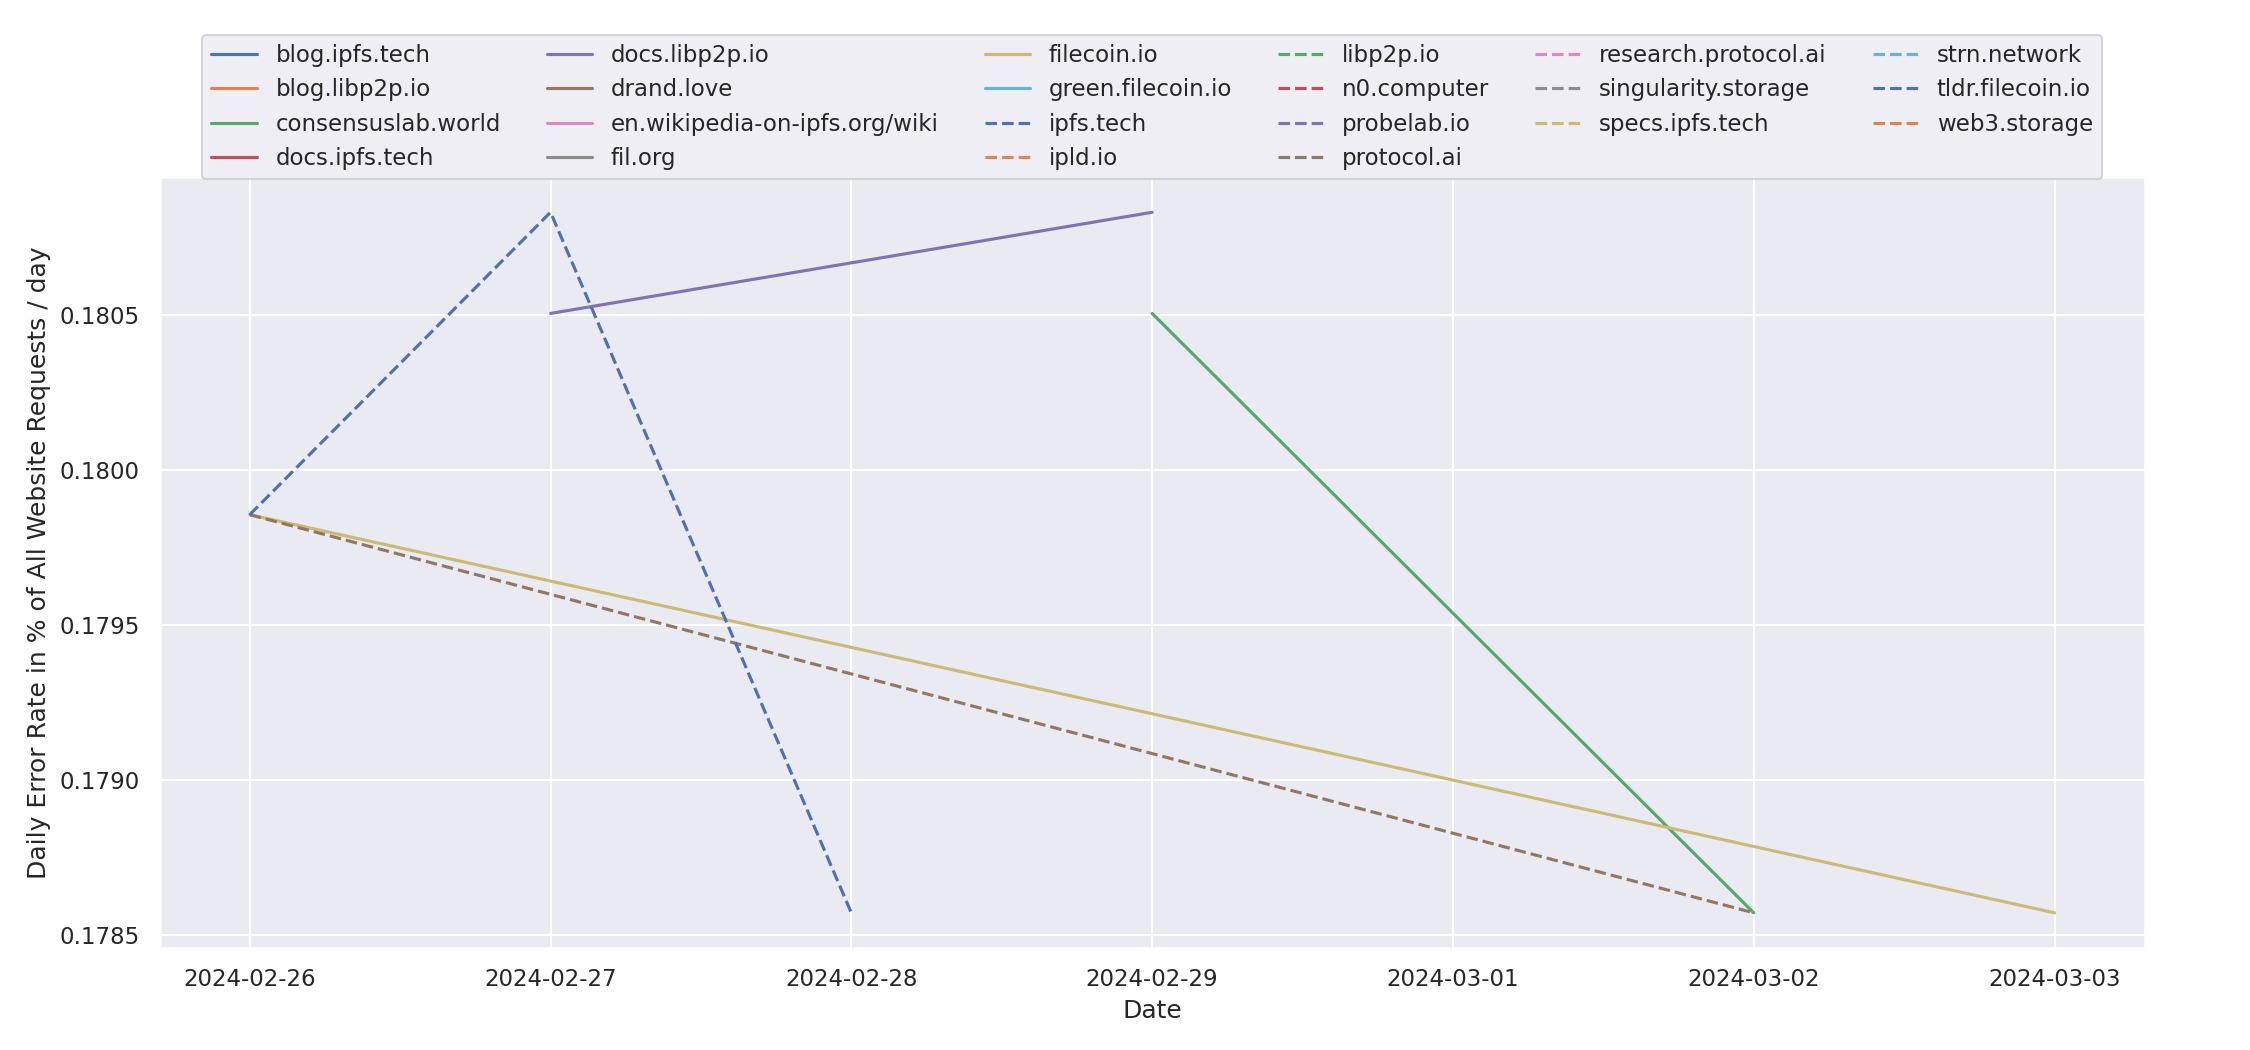 blog.ipfs.tech
blog.libp2p.io
consensuslab.world
docs.ipfs.tech
docs.libp2p.io
drand.love
en.wikipedia-on-ipfs.org/wiki
fil.org
filecoin.io
green.filecoin.io
ipfs.tech
ipld.io
libp2p.io
n0.computer
probelab.io
protocol.ai
research.protocol.ai
singularity.storage
specs.ipfs.tech
strn.network
tldr.filecoin.io
web3.storage
Daily Error Rate in % of All Website Requests / day
0.1805
0.1800
0.1795
0.1790
0.1785
2024-02-26
2024-02-27
2024-02-28
2024-02-29
2024-03-01
2024-03-02
2024-03-03
Date